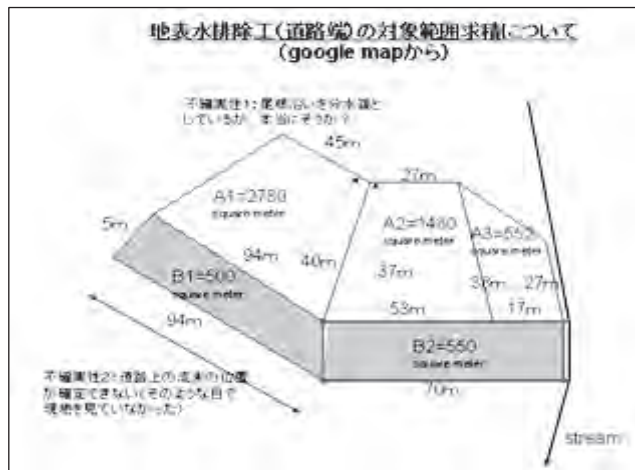 地表水排除工(道路端)の対象範囲求積について
(google mapから)
不確実性1: 尾根沿いを分水嶺と
しているが、本当にそうか?
45m
27m
A1=2780
square meter
A2=1480
square meter
A3=552
square meter
5m
94m
40m
37m
36m
27m
B1=500
square meter
53m
17m
94m
B2=550
square meter
70m
不確実性2: 道路上の流末の位置
が確定できない(そのような目で
現地を見ていなかった)
stream